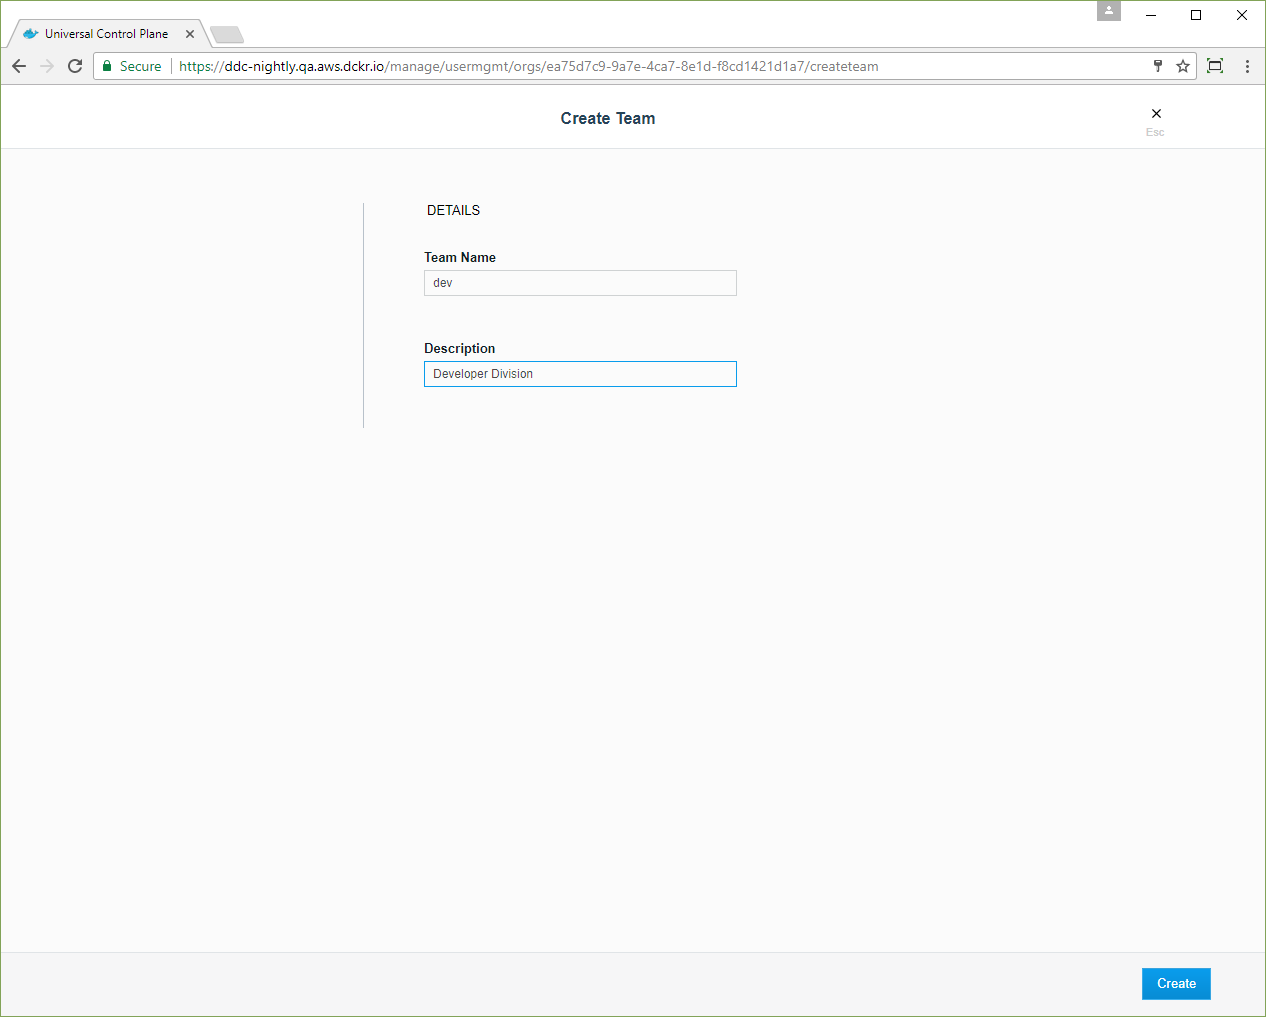 Universal Control Plane
Secure https://ddc-nightly.qa.aws.dckr.io/manage/usermgmt/orgs/ea75d7c9-9a7e-4ca7-8e1d-f8cd1421d1a7/createteam
Create Team
Esc
DETAILS
Team Name
dev
Description
Developer Division
Create